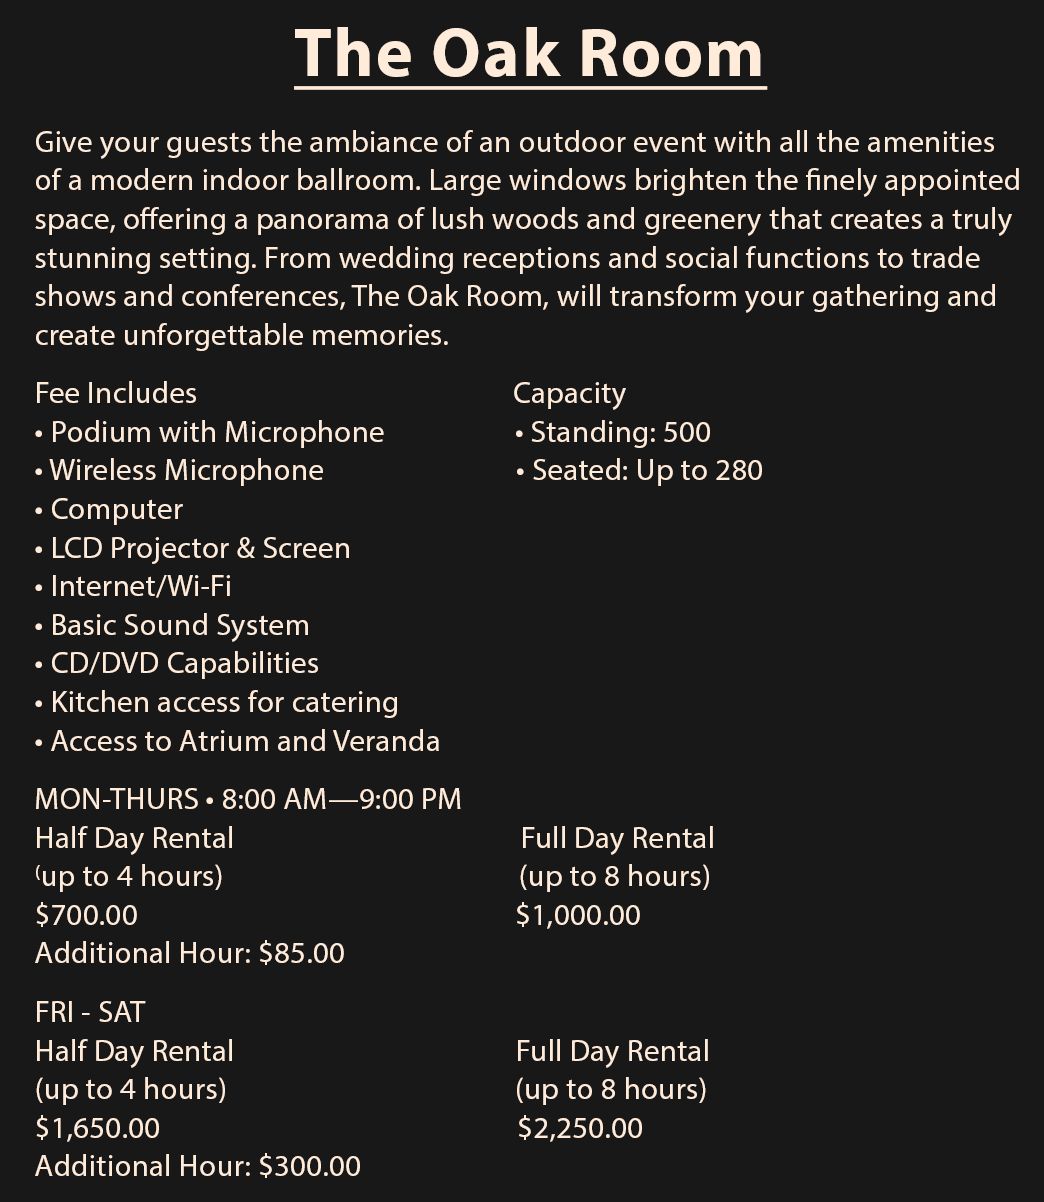 The Oak Room
Give your guests the ambiance of an outdoor event with all the amenities
of a modern indoor ballroom. Large windows brighten the finely appointed
space, offering a panorama of lush woods and greenery that creates a truly
stunning setting. From wedding receptions and social functions to trade
shows and conferences, The Oak Room, will transform your gathering and
create unforgettable memories.
Fee Includes
• Podium with Microphone
• Wireless Microphone
• Computer
• LCD Projector & Screen
• Internet/Wi-Fi
• Basic Sound System
• CD/DVD Capabilities
• Kitchen access for catering
• Access to Atrium and Veranda
Capacity
• Standing: 500
• Seated: Up to 280
MON-THURS • 8:00 AM—9:00 PM
Half Day Rental
(up to 4 hours)
$700.00
Additional Hour: $85.00
Full Day Rental
(up to 8 hours)
$1,000.00
FRI - SAT
Half Day Rental
(up to 4 hours)
$1,650.00
Additional Hour: $300.00
Full Day Rental
(up to 8 hours)
$2,250.00